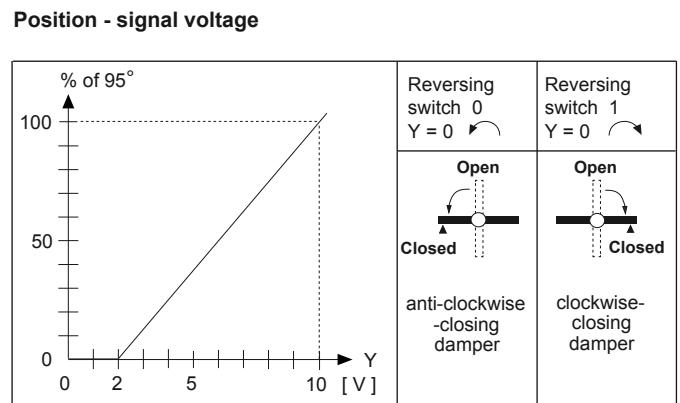 Position - signal voltage
% of 95°
100
50
0
0 2 5 10 [ V ]
Y
Reversing
switch 0
Y = 0
Open
Closed
anti-clockwise
-closing
damper
Reversing
switch 1
Y = 0
Open
Closed
clockwise-
closing
damper